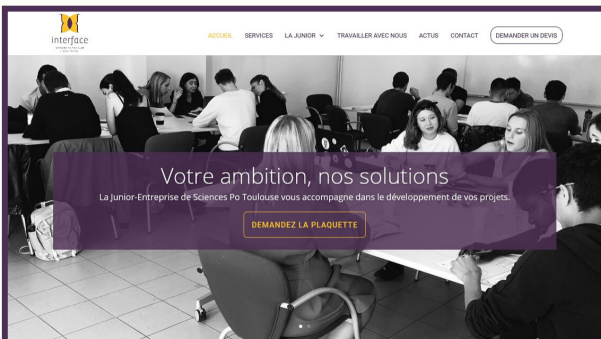 interface
ACCUEIL
SERVICES
LA JUNIOR
TRAVAILLER AVEC NOUS
ACTUS
CONTACT
DEMANDER UN DEVIS
Votre ambition, nos solutions
La Junior-Entreprise de Sciences Po Toulouse vous accompagne dans le développement de vos projets.
DEMANDEZ LA PLAQUETTE